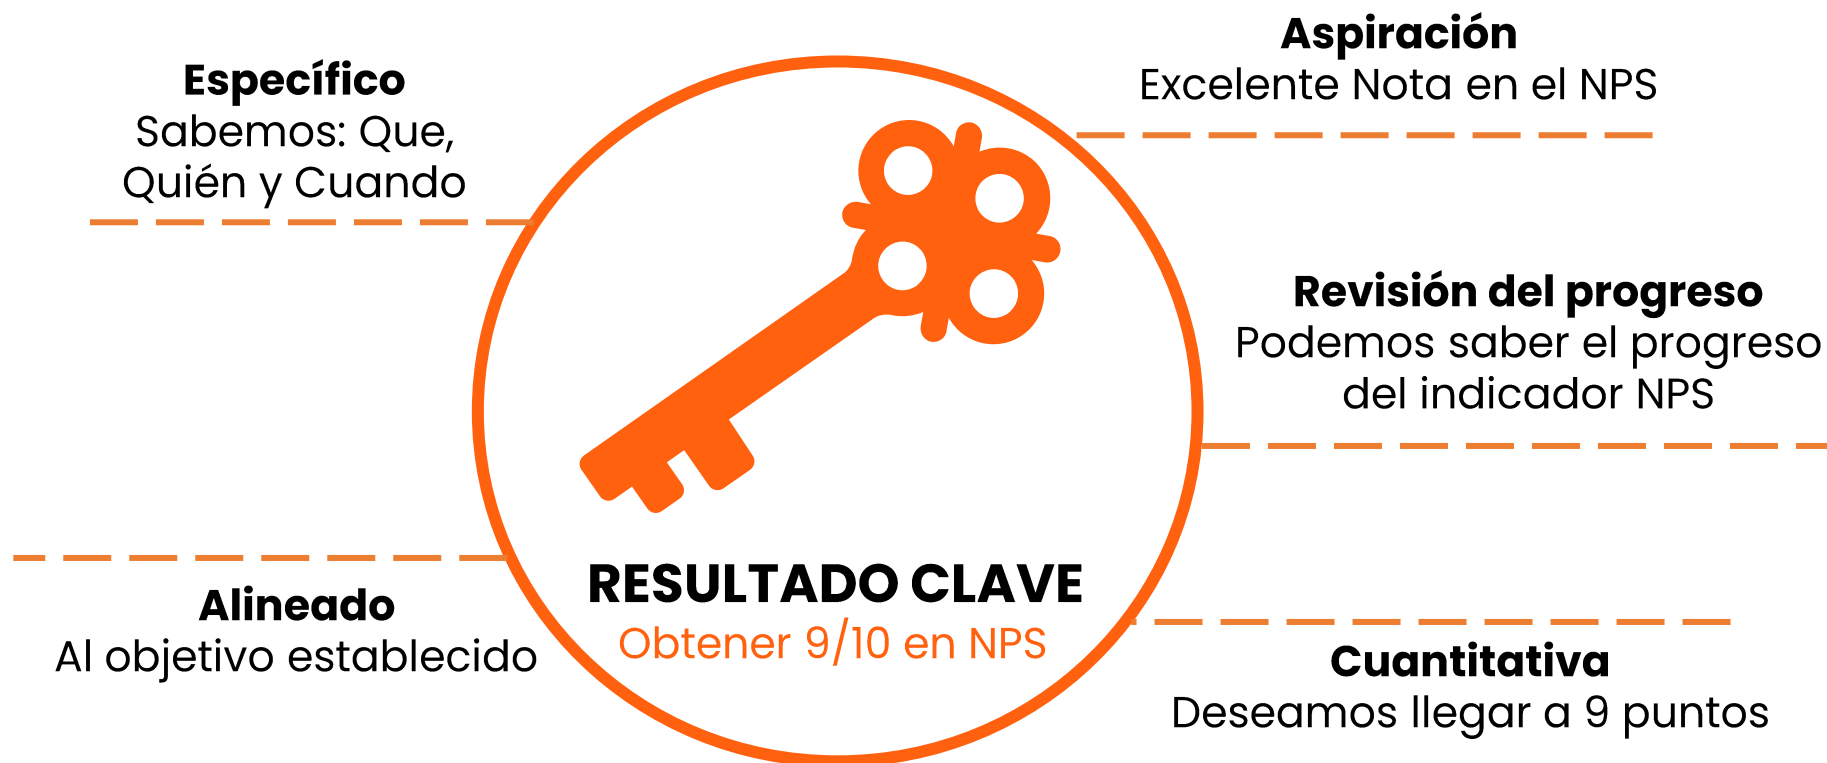 Específico
Sabemos: Que,
Quién y Cuando
Aspiración
Excelente Nota en el NPS
Revisión del progreso
Podemos saber el progreso
del indicador NPS
Alineado
Al objetivo establecido
RESULTADO CLAVE
Obtener 9/10 en NPS
Cuantitativa
Deseamos llegar a 9 puntos